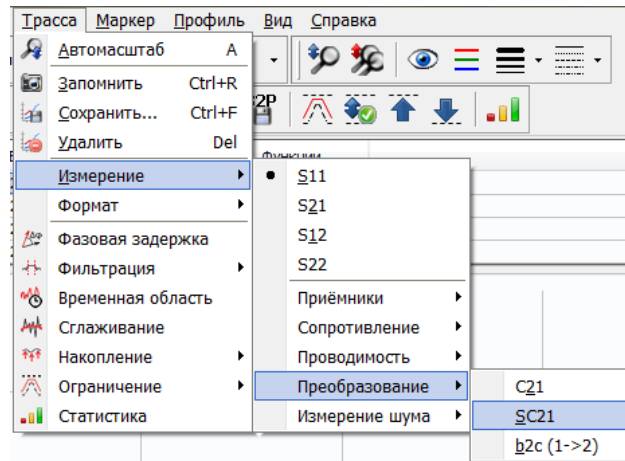 Трасса Маркер Профиль Вид Справка
Автомасштаб A
Запомнить Ctrl+R
Сохранить... Ctrl+F
2P
Удалить Del
Функции
Измерение
Формат
Фазовая задержка
Фильтрация
Временная область
Сглаживание
Накопление
Ограничение
Статистика
S11
S21
S12
S22
Приёмники
Сопротивление
Проводимость
Преобразование
Измерение шума
C21
SC21
b2c (1->2)